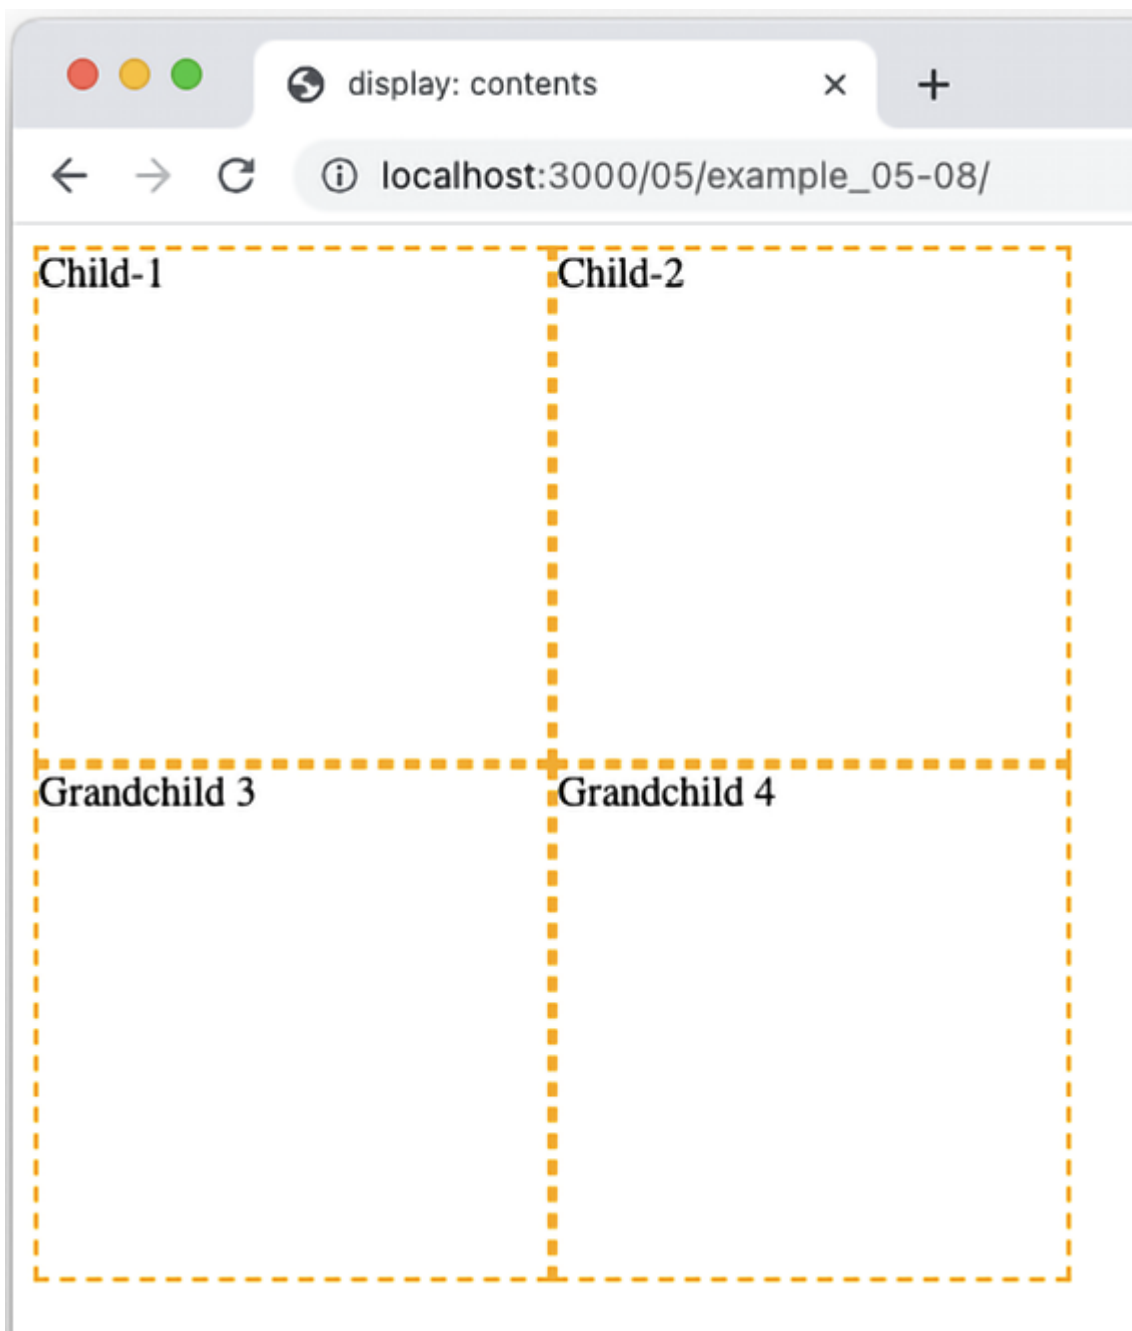 display: contents
localhost:3000/05/example_05-08/
Child-1 Child-2
Grandchild 3 Grandchild 4